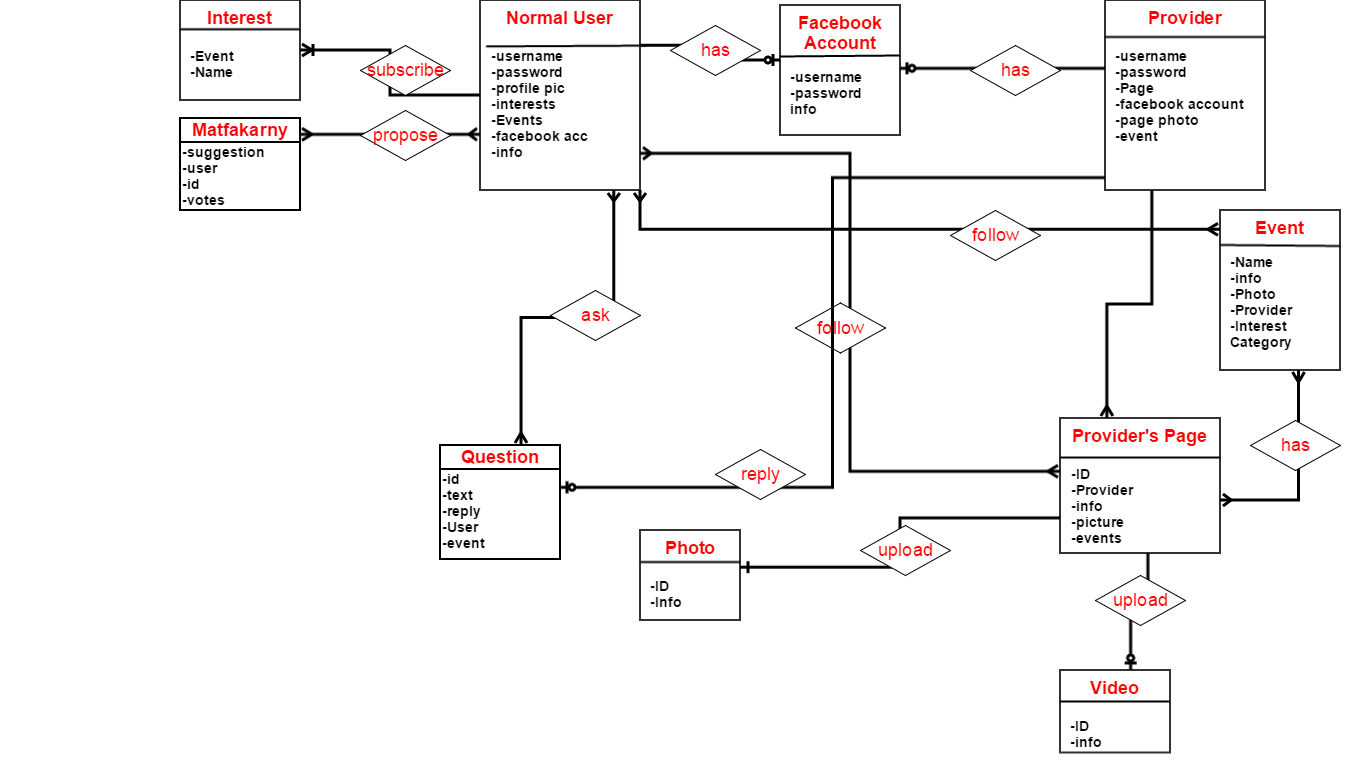 Interest
-Event
-Name
subscribe
Normal User
-username
-password
-profile pic
-interests
-Events
-facebook acc
-info
has
Facebook
Account
-username
-password
info
has
Provider
-username
-password
-Page
-facebook account
-page photo
-event
Matfakarny
-suggestion
-user
-id
-votes
propose
follow
Event
-Name
-info
-Photo
-Provider
-Interest
Category
ask
follow
Question
-id
-text
-reply
-User
-event
reply
Provider's Page
-ID
-Provider
-info
-picture
-events
has
Photo
-ID
-Info
upload
upload
Video
-ID
-info